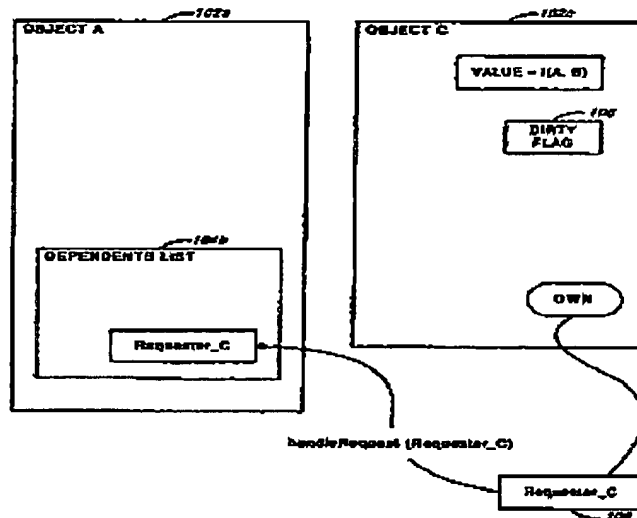 OBJECT A
OBJECT C
VALUE = f(A, B)
DIRTY
FLAG
DEPENDENTS LIST
OWN
Requester_C
handleRequest (Requester_C)
Requester_C